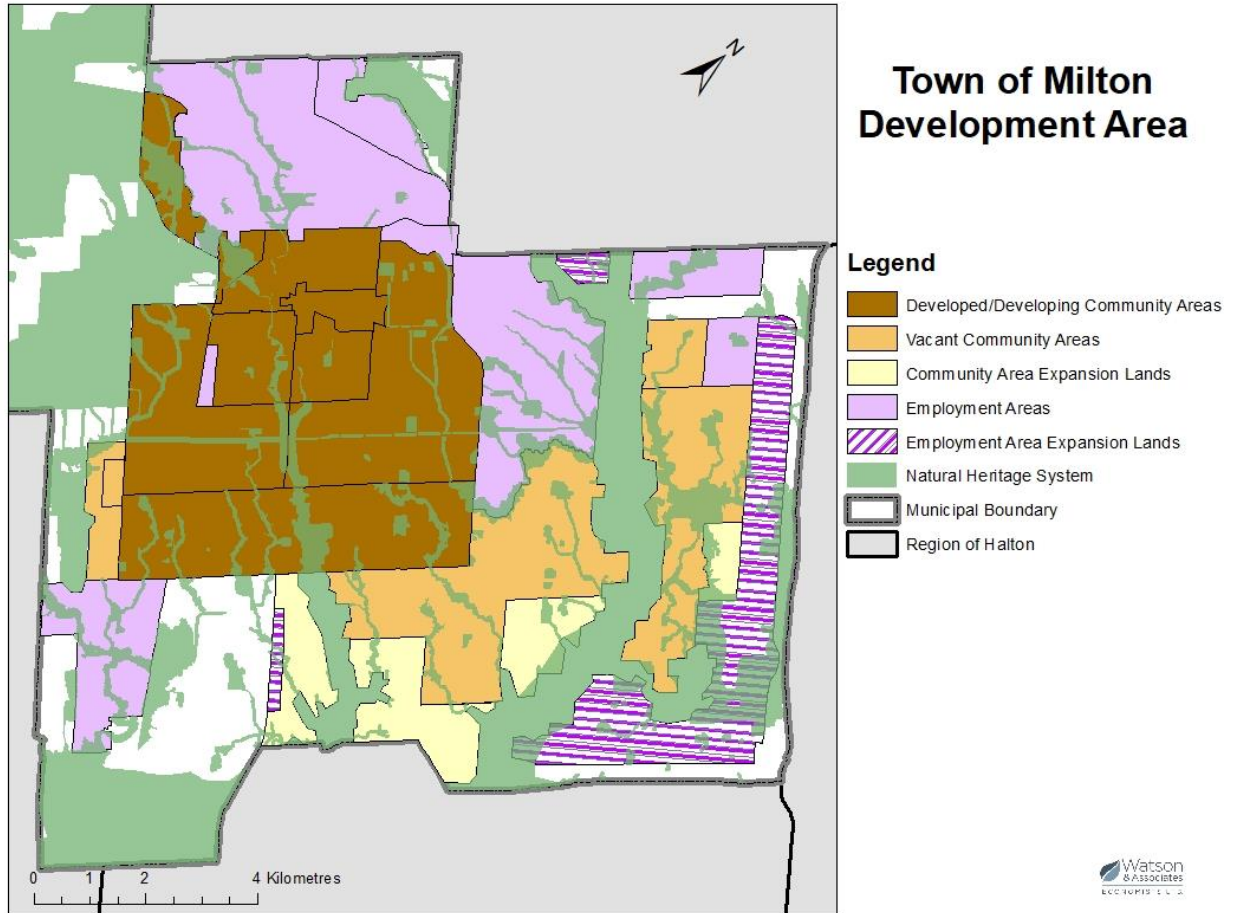 Town of Milton
Development Area
N
Legend
Developed/Developing Community Areas
Vacant Community Areas
Community Area Expansion Lands
Employment Areas
Employment Area Expansion Lands
Natural Heritage System
Municipal Boundary
Region of Halton
0 1 2 4 Kilometres
Watson
& Associates
ECONOMISTS LTD.